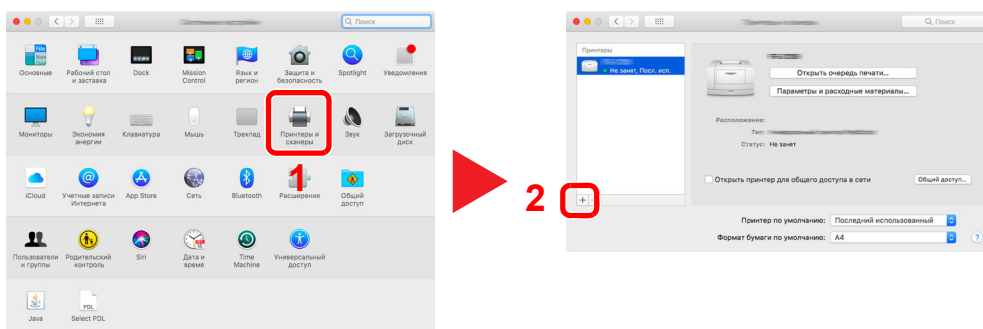 Поиск
File
New
Основные
Рабочий стол
и заставка
Dock
Mission
Control
Язык и
регион
Защита и
безопасность
Spotlight
Уведомления
Мониторы
Экономия
энергии
Клавиатура
Мышь
Трекпад
Принтеры и
сканеры
Звук
Загрузочный
диск
1
iCloud
Учетные записи
Интернета
App Store
Сеть
Bluetooth
Расширения
Общий
доступ
Пользователи
и группы
Родительский
контроль
Siri
Дата и
время
Time
Machine
Универсальный
доступ
Java
PDL
Select PDL
2
Поиск
Принтеры
Не занят, Посл. исп.
Открыть очередь печати...
Параметры и расходные материалы...
Расположение:
Тип:
Статус: Не занят
Открыть принтер для общего доступа в сети
Общий доступ...
+
Принтер по умолчанию: Последний использованный
Формат бумаги по умолчанию: A4
?